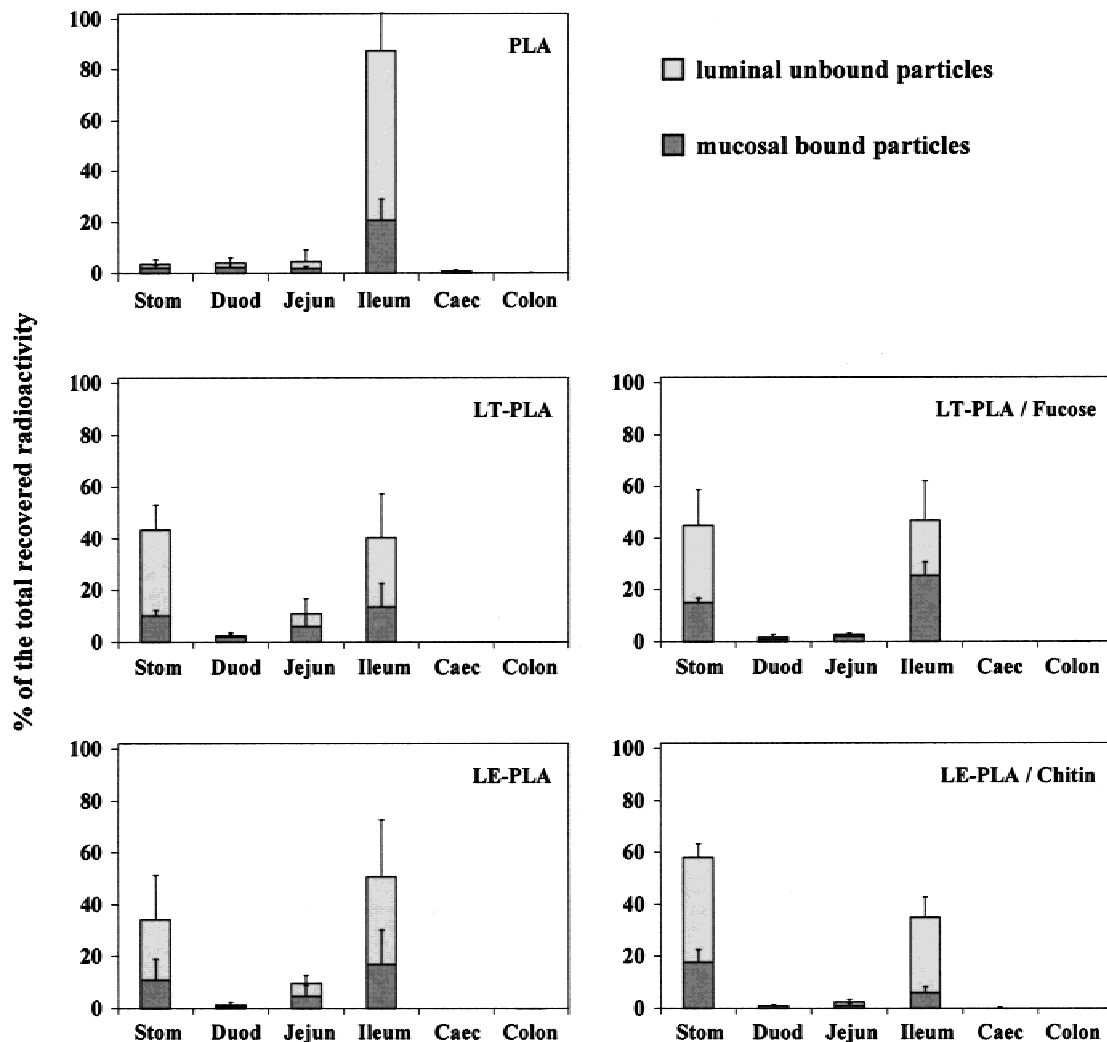 % of the total recovered radioactivity
100
80
60
40
20
0
PLA
Stom Duod Jejun Ileum Caec Colon
luminal unbound particles
mucosal bound particles
100
80
60
40
20
0
LT-PLA
Stom Duod Jejun Ileum Caec Colon
100
80
60
40
20
0
LT-PLA / Fucose
Stom Duod Jejun Ileum Caec Colon
100
80
60
40
20
0
LE-PLA
Stom Duod Jejun Ileum Caec Colon
100
80
60
40
20
0
LE-PLA / Chitin
Stom Duod Jejun Ileum Caec Colon